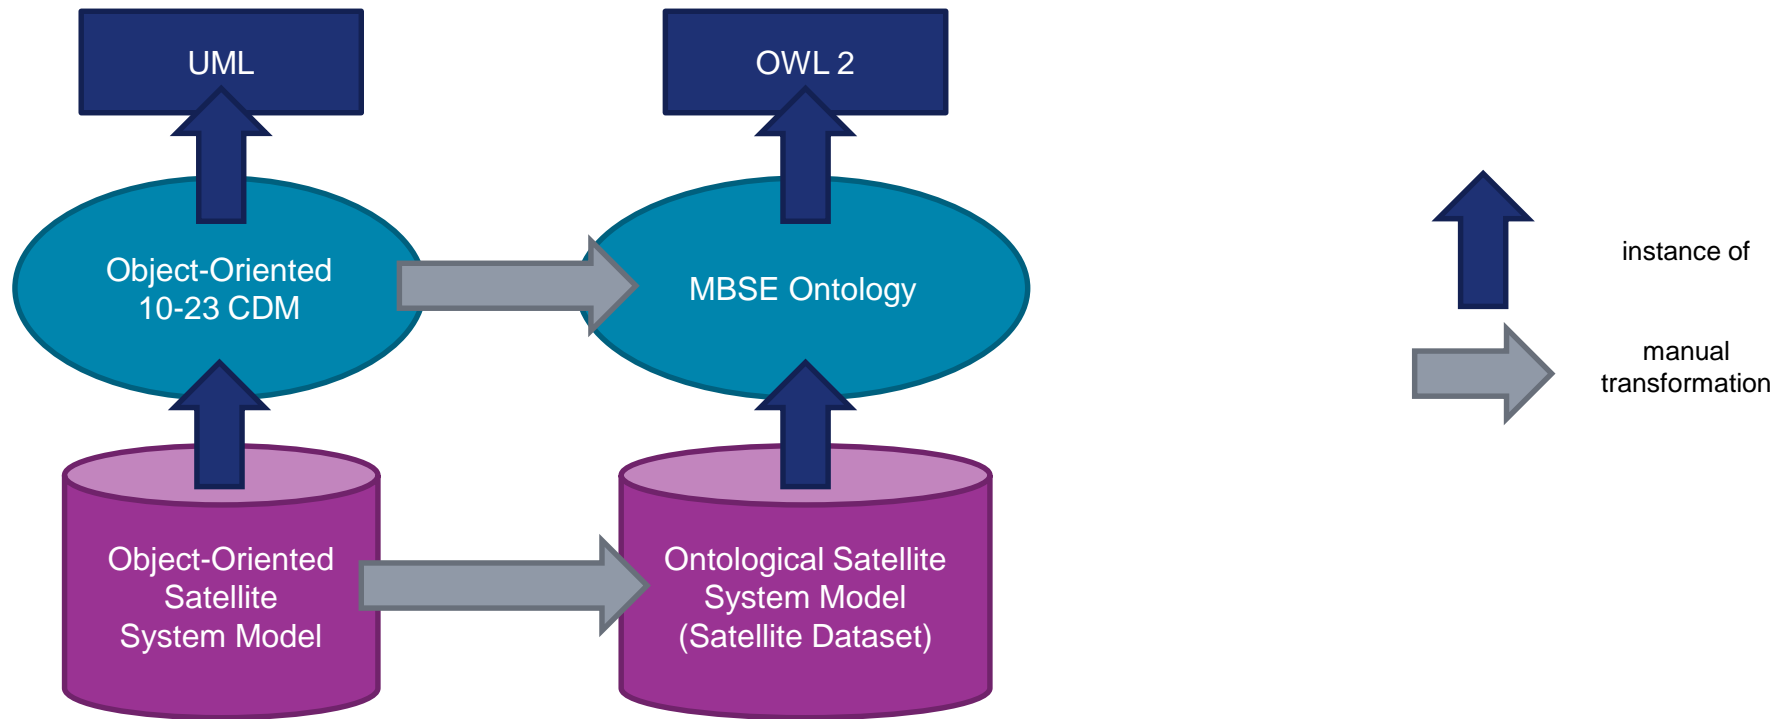 UML
OWL 2
Object-Oriented
10-23 CDM
MBSE Ontology
Object-Oriented
Satellite
System Model
Ontological Satellite
System Model
(Satellite Dataset)
instance of
manual
transformation